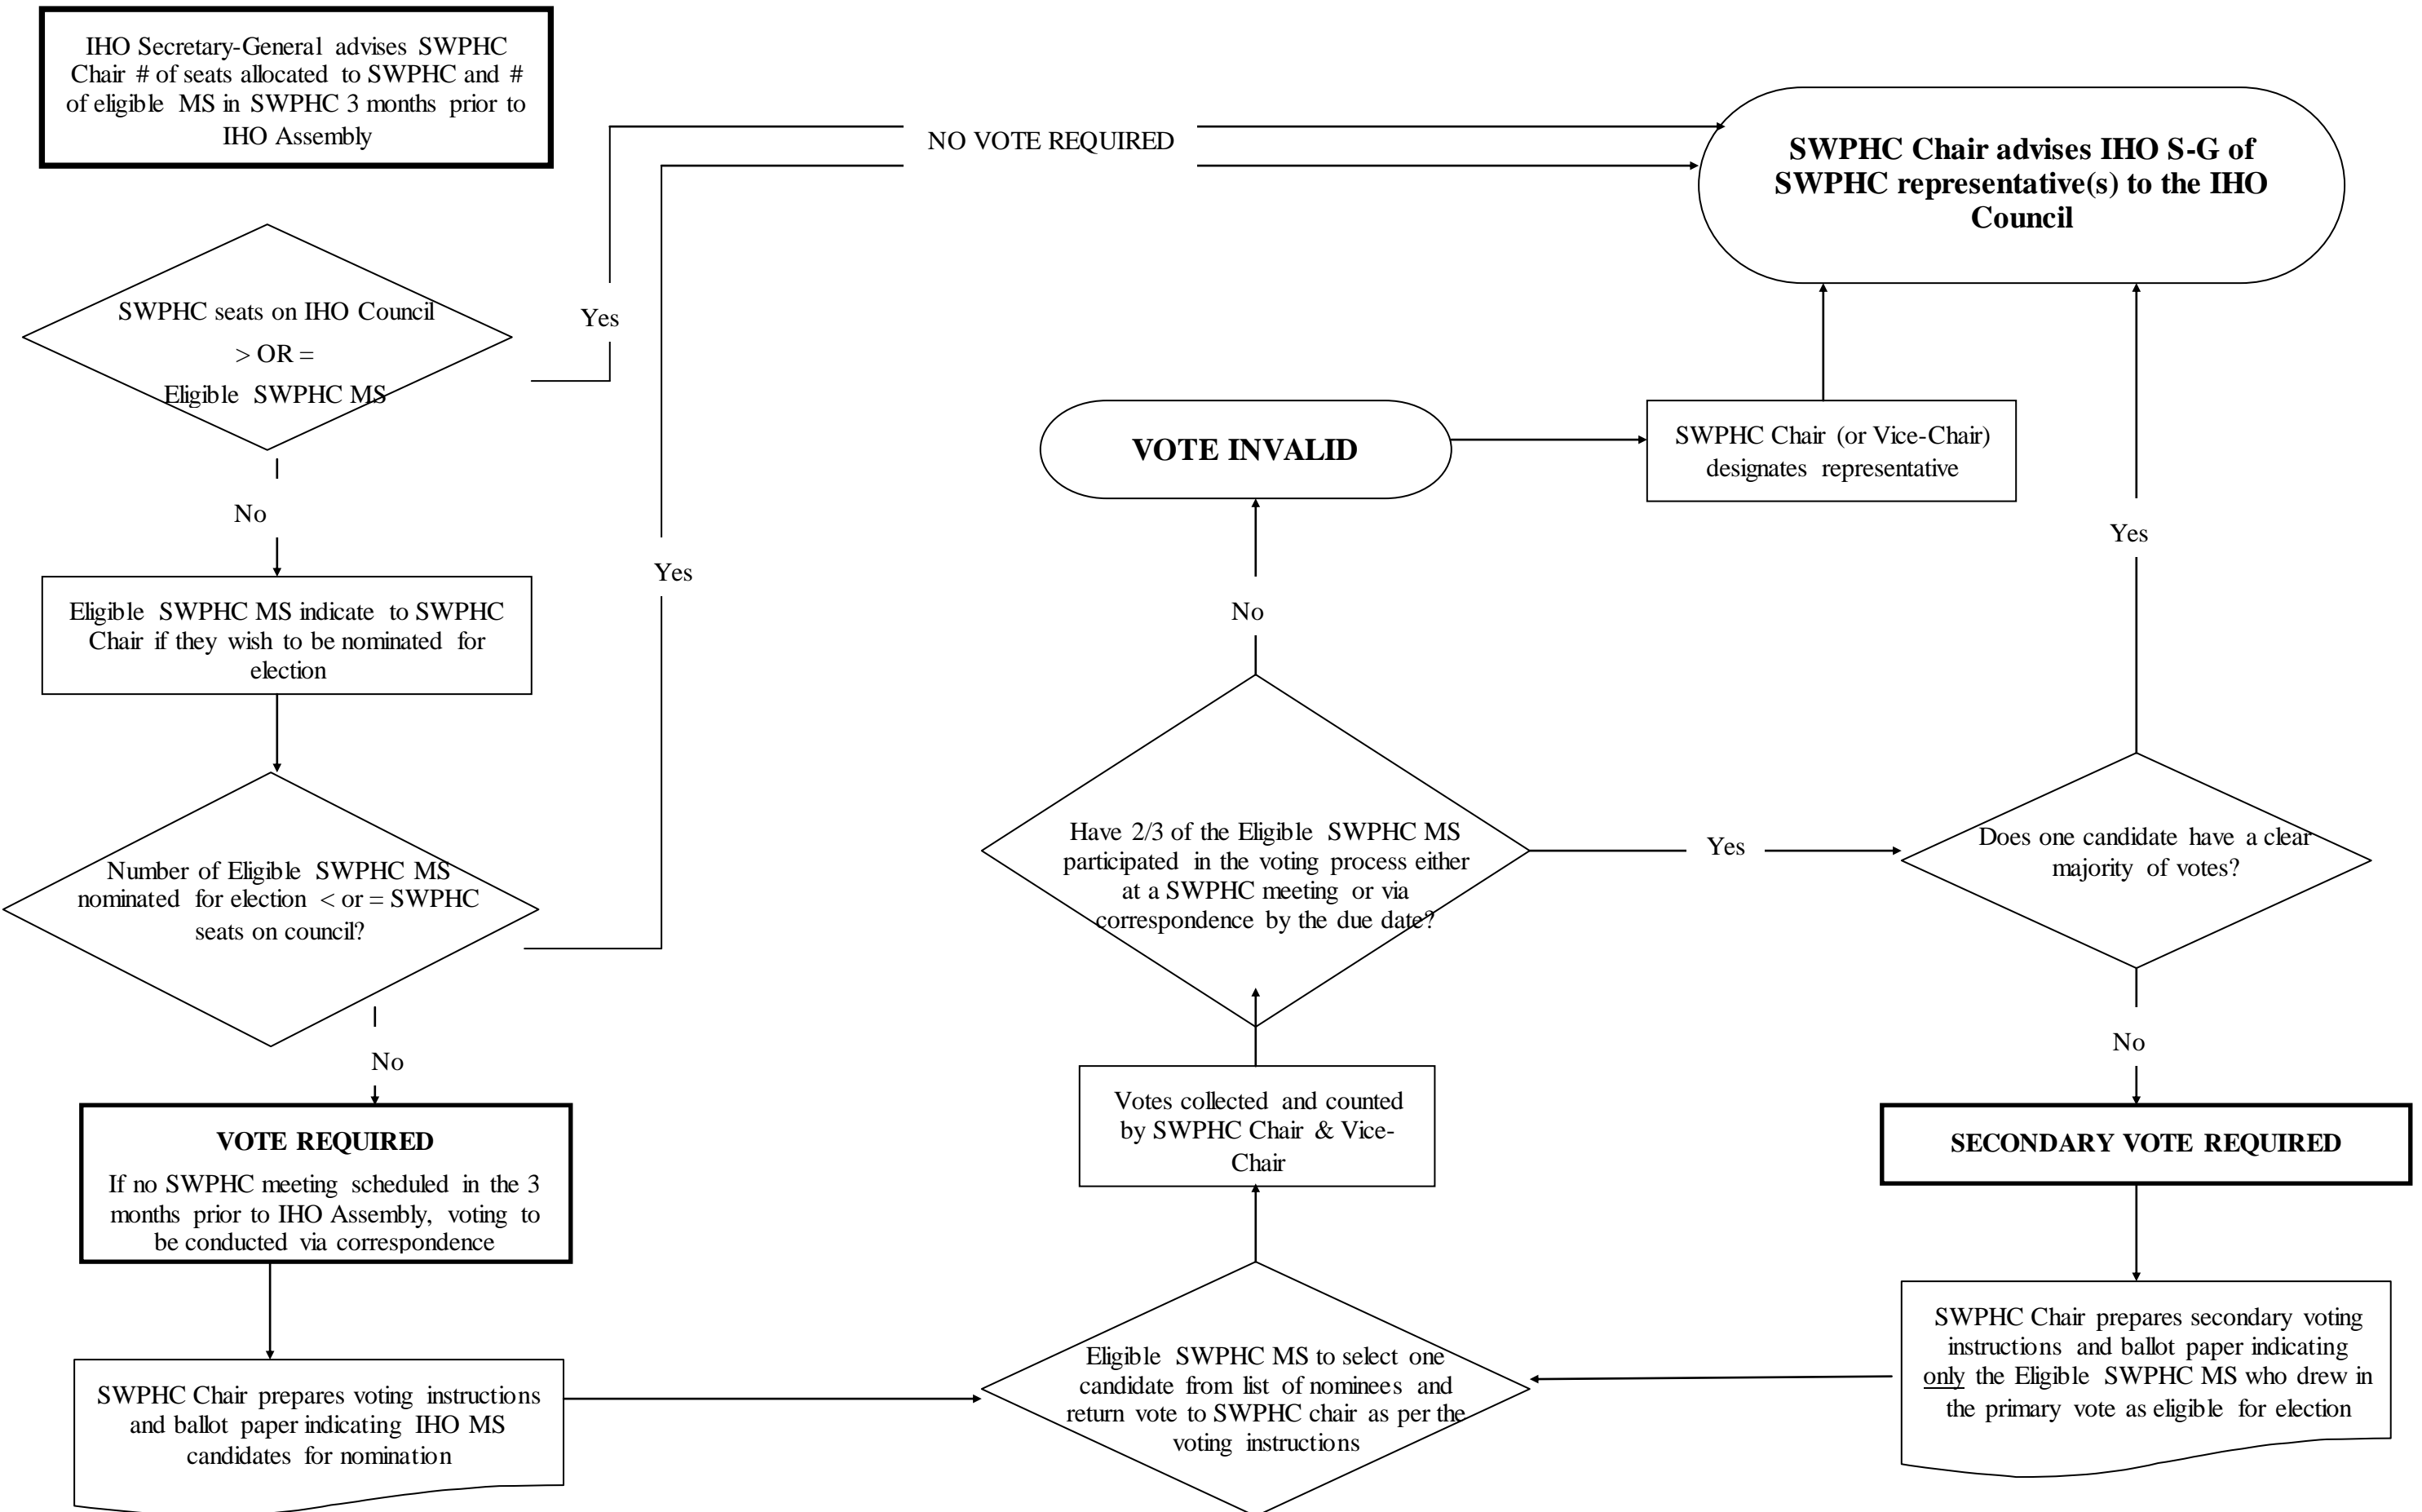 IHO Secretary-General advises SWPHC
Chair # of seats allocated to SWPHC and #
of eligible MS in SWPHC 3 months prior to
IHO Assembly
NO VOTE REQUIRED
SWPHC Chair advises IHO S-G of
SWPHC representative(s) to the IHO
Council
SWPHC seats on IHO Council
> OR =
Eligible SWPHC MS
Yes
No
Yes
Eligible SWPHC MS indicate to SWPHC
Chair if they wish to be nominated for
election
Number of Eligible SWPHC MS
nominated for election < or = SWPHC
seats on council?
No
VOTE REQUIRED
If no SWPHC meeting scheduled in the 3
months prior to IHO Assembly, voting to
be conducted via correspondence
SWPHC Chair prepares voting instructions
and ballot paper indicating IHO MS
candidates for nomination
VOTE INVALID
SWPHC Chair (or Vice-Chair)
designates representative
No
Have 2/3 of the Eligible SWPHC MS
participated in the voting process either
at a SWPHC meeting or via
correspondence by the due date?
Yes
Votes collected and counted
by SWPHC Chair & Vice-
Chair
Eligible SWPHC MS to select one
candidate from list of nominees and
return vote to SWPHC chair as per the
voting instructions
Yes
Does one candidate have a clear
majority of votes?
No
SECONDARY VOTE REQUIRED
SWPHC Chair prepares secondary voting
instructions and ballot paper indicating
only the Eligible SWPHC MS who drew in
the primary vote as eligible for election